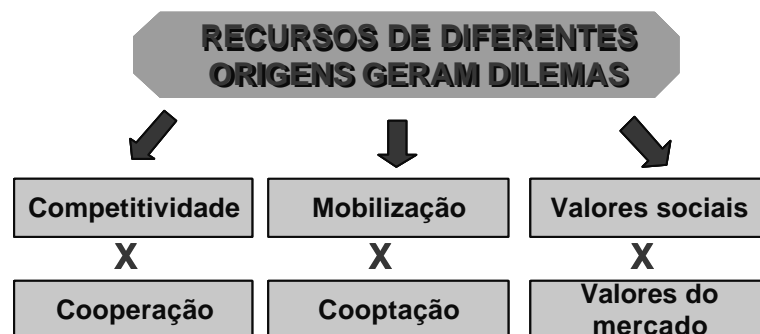 RECURSOS DE DIFERENTES
ORIGENS GERAM DILEMAS
Competitividade
Mobilização
Valores sociais
X
X
X
Cooperação
Cooptação
Valores do
mercado